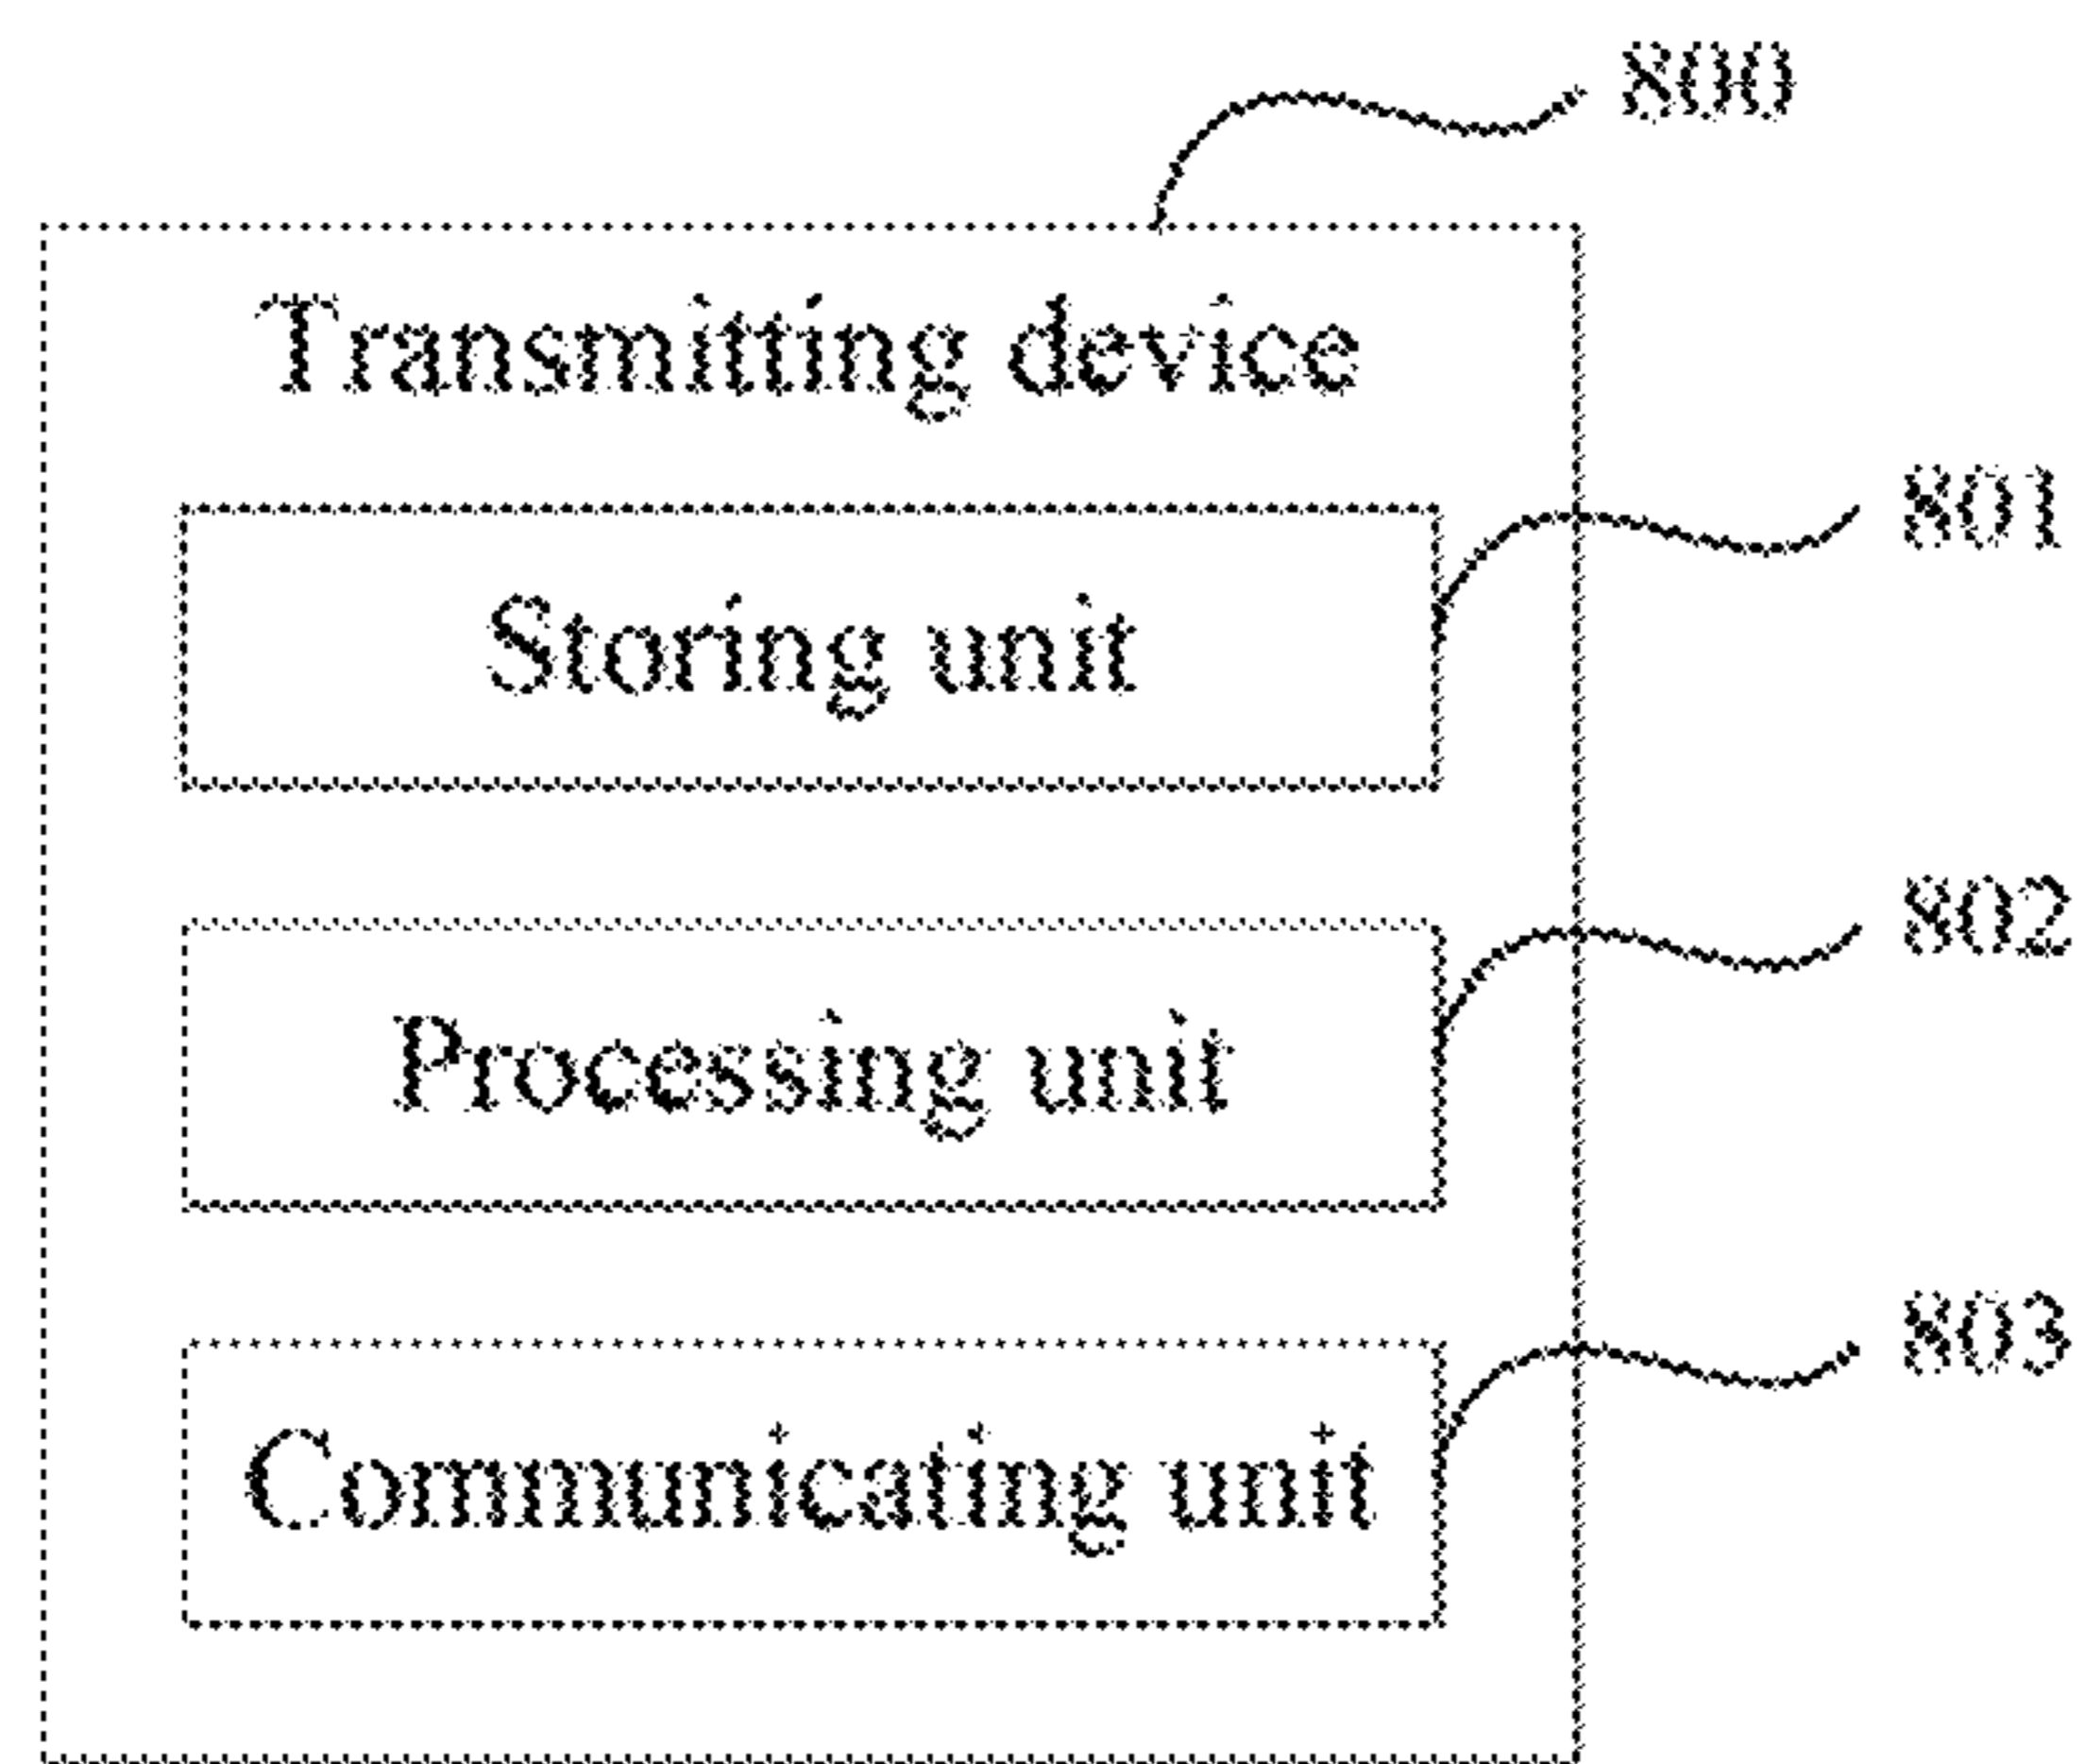 800
Transmitting device
801
Storing unit
802
Processing unit
803
Communicating unit